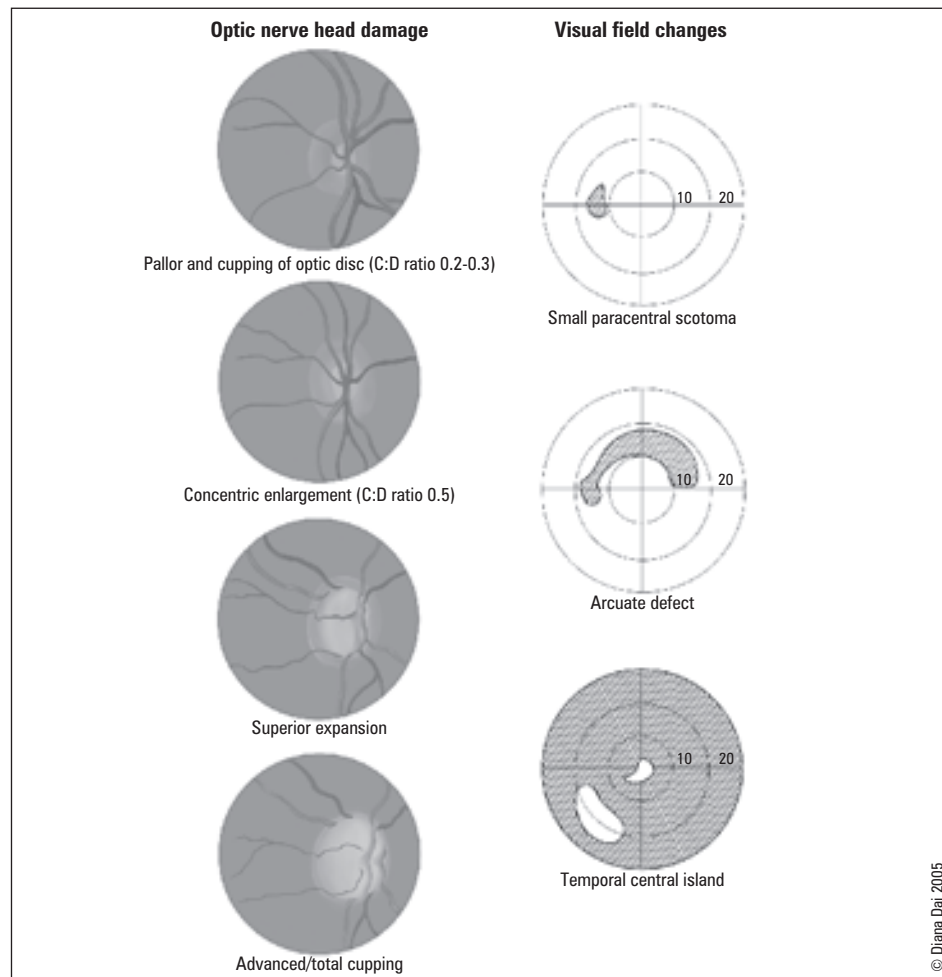 Optic nerve head damage
Pallor and cupping of optic disc (C:D ratio 0.2-0.3)
Concentric enlargement (C:D ratio 0.5)
Superior expansion
Advanced/total cupping
Visual field changes
10 20
Small paracentral scotoma
10 20
Arcuate defect
10 20
Temporal central island
© Diana Dai 2005